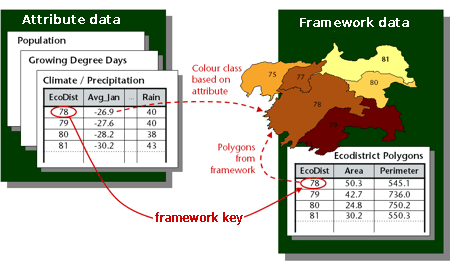 Attribute data
Population
Growing Degree Days
Climate / Precipitation
EcoDist Avg_Jan ... Rain
78 -26.9 40
79 -27.6 40
80 -28.2 38
81 -30.2 43
Colour class
based on
attribute
Polygons
from
framework
framework key
Framework data
81
75
77
80
78
Ecodistrict Polygons
EcoDist Area Perimeter
78 50.3 545.1
79 42.7 736.0
80 24.8 750.2
81 30.2 550.3